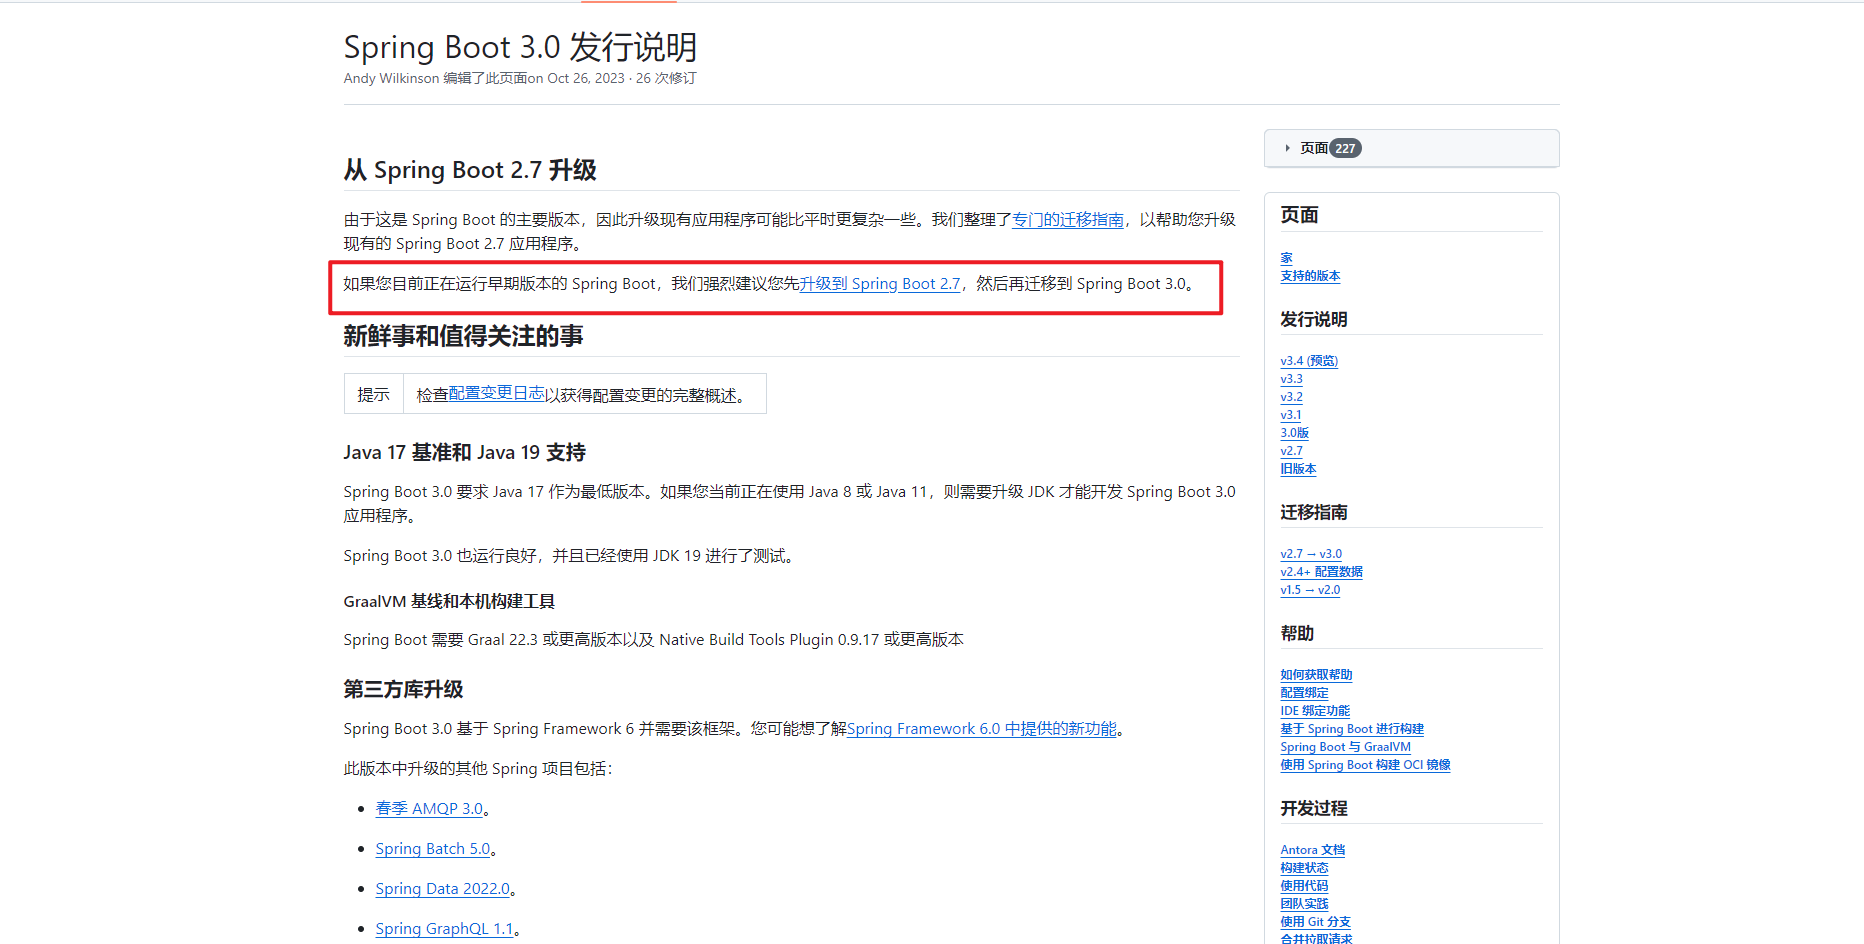 Spring Boot 3.0 发行说明
Andy Wilkinson 编辑了此页面on Oct 26, 2023 · 26 次修订
从 Spring Boot 2.7 升级
由于这是 Spring Boot 的主要版本，因此升级现有应用程序可能比平时更复杂一些。我们整理了专门的迁移指南，以帮助您升级
现有的 Spring Boot 2.7 应用程序。
如果您目前正在运行早期版本的 Spring Boot，我们强烈建议您先升级到 Spring Boot 2.7，然后再迁移到 Spring Boot 3.0。
新鲜事和值得关注的事
提示 检查配置变更日志以获得配置变更的完整概述。
Java 17 基准和 Java 19 支持
Spring Boot 3.0 要求 Java 17 作为最低版本。如果您当前正在使用 Java 8 或 Java 11，则需要升级 JDK 才能开发 Spring Boot 3.0
应用程序。
Spring Boot 3.0 也运行良好，并且已经使用 JDK 19 进行了测试。
GraalVM 基线和本机构建工具
Spring Boot 需要 Graal 22.3 或更高版本以及 Native Build Tools Plugin 0.9.17 或更高版本
第三方库升级
Spring Boot 3.0 基于 Spring Framework 6 并需要该框架。您可能想了解Spring Framework 6.0 中提供的新功能。
此版本中升级的其他 Spring 项目包括：
• 春季 AMQP 3.0。
• Spring Batch 5.0。
• Spring Data 2022.0。
• Spring GraphQL 1.1。
页面 227
页面
家
支持的版本
发行说明
v3.4 (预览)
v3.3
v3.2
v3.1
3.0版
v2.7
旧版本
迁移指南
v2.7 → v3.0
v2.4+ 配置数据
v1.5 → v2.0
帮助
如何获取帮助
配置绑定
IDE 绑定功能
基于 Spring Boot 进行构建
Spring Boot 与 GraalVM
使用 Spring Boot 构建 OCI 镜像
开发过程
Antora 文档
构建状态
使用代码
团队实践
使用 Git 分支
合并拉取请求